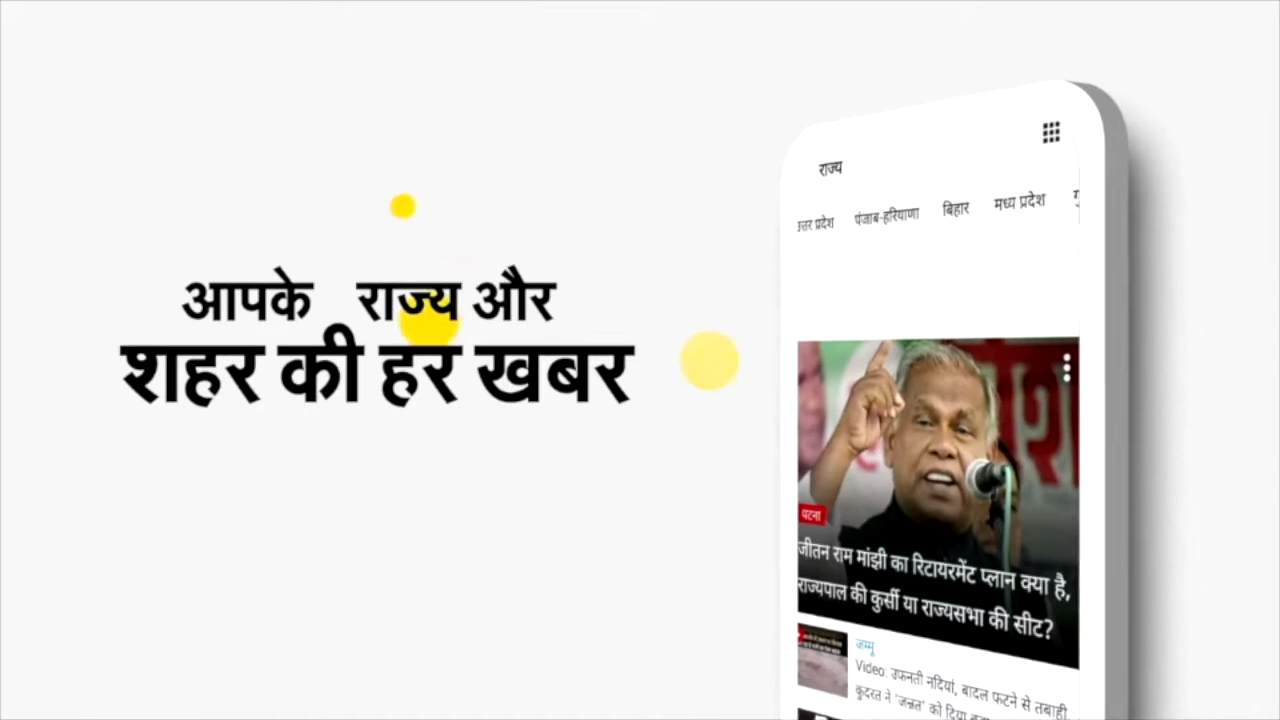 आपके राज्य और
शहर की हर खबर
राज्य
उत्तर प्रदेश पंजाब-हरियाणा बिहार मध्य प्रदेश
पटना
जीतन राम मांझी का रिटायरमेंट प्लान क्या है,
राज्यपाल की कुर्सी या राज्यसभा की सीट?
जम्मू
Video: उफनती नदियां, बादल फटने से तबाही,
कुदरत ने 'जन्नत' को दिया